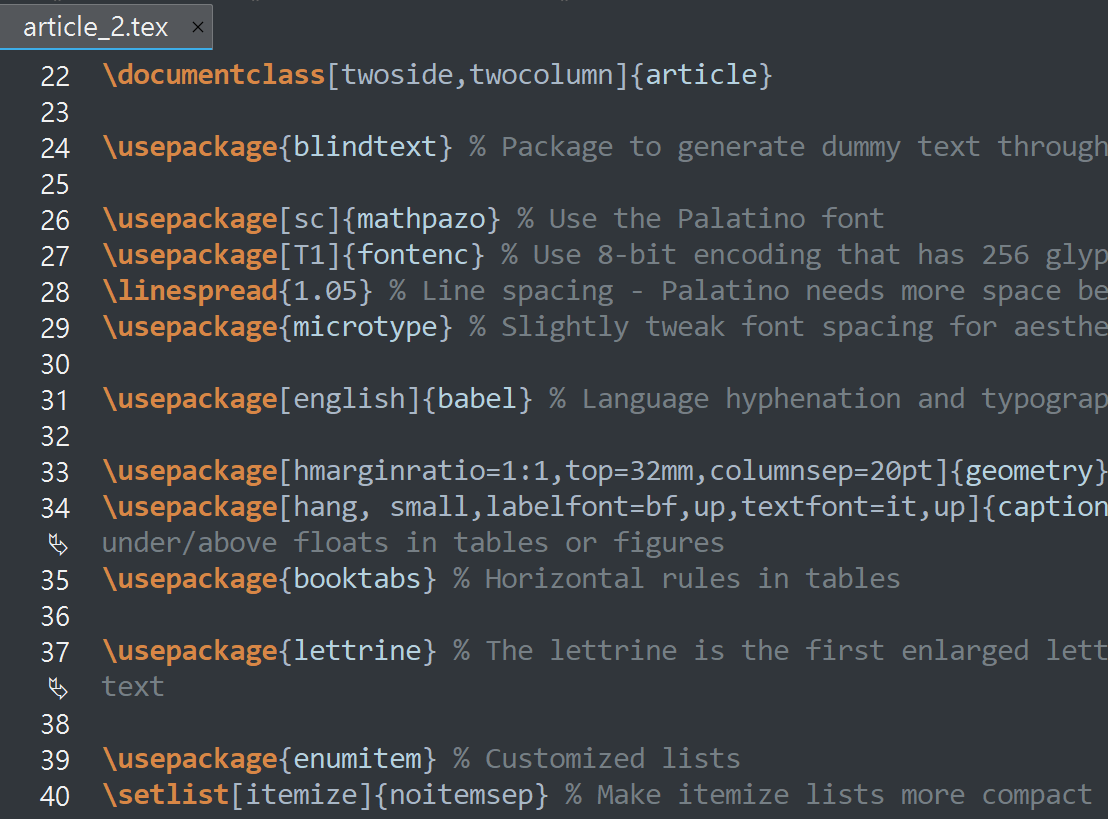 article_2.tex ×
22 \documentclass[twoside,twocolumn]{article}
23
24 \usepackage{blindtext} % Package to generate dummy text through
25
26 \usepackage[sc]{mathpazo} % Use the Palatino font
27 \usepackage[T1]{fontenc} % Use 8-bit encoding that has 256 glyp
28 \linespread{1.05} % Line spacing - Palatino needs more space be
29 \usepackage{microtype} % Slightly tweak font spacing for aesthe
30
31 \usepackage[english]{babel} % Language hyphenation and typograp
32
33 \usepackage[hmarginratio=1:1,top=32mm,columnsep=20pt]{geometry}
34 \usepackage[hang, small,labelfont=bf,up,textfont=it,up]{caption
under/above floats in tables or figures
35 \usepackage{booktabs} % Horizontal rules in tables
36
37 \usepackage{lettrine} % The lettrine is the first enlarged lett
text
38
39 \usepackage{enumitem} % Customized lists
40 \setlist[itemize]{noitemsep} % Make itemize lists more compact